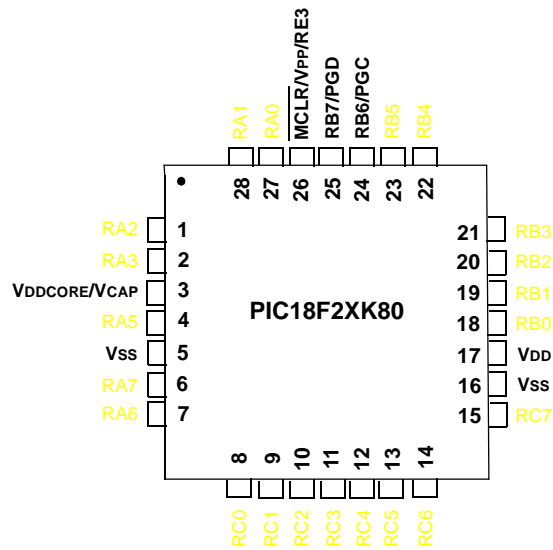 RA1
RA0
MCLR/VPP/RE3
RB7/PGD
RB6/PGC
RB5
RB4
28
27
26
25
24
23
22
RA2 1
RA3 2
VDDCORE/VCAP 3
RA5 4
VSS 5
RA7 6
RA6 7
PIC18F2XK80
21 RB3
20 RB2
19 RB1
18 RB0
17 VDD
16 VSS
15 RC7
8
9
10
11
12
13
14
RC0
RC1
RC2
RC3
RC4
RC5
RC6